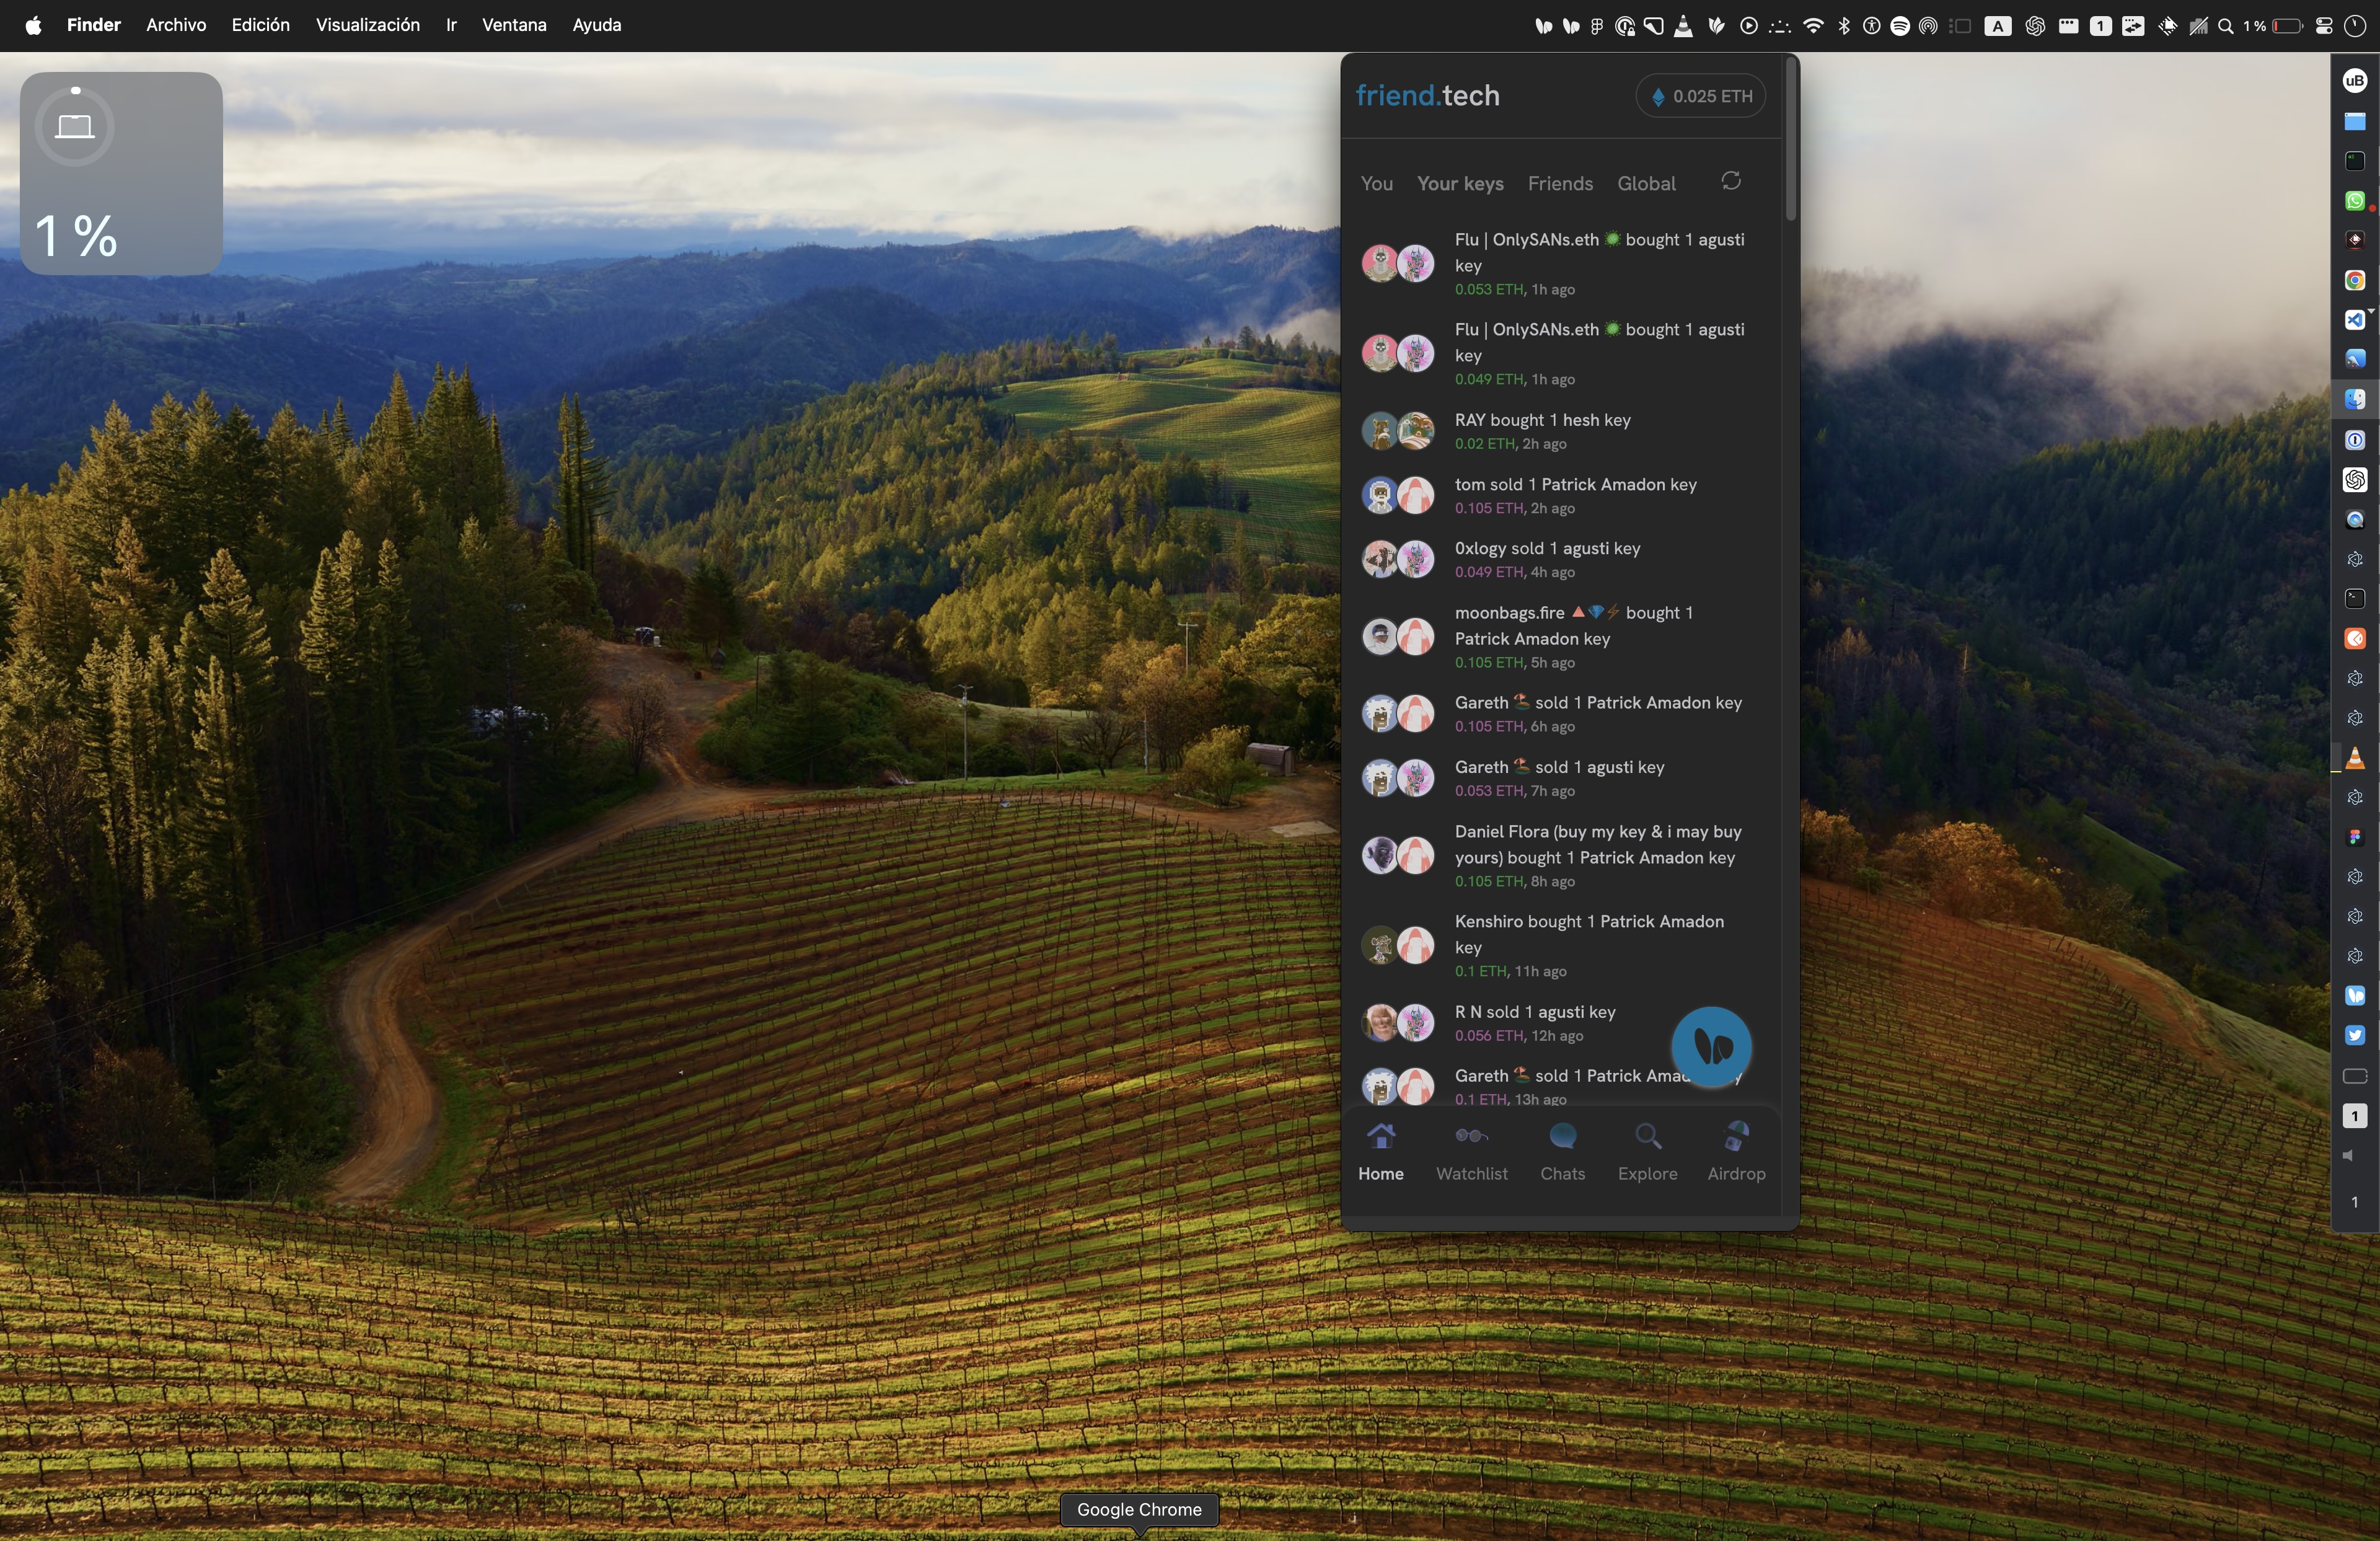 Finder Archivo Edición Visualización Ir Ventana Ayuda
A
1
1 %
1 %
friend.tech
0.025 ETH
You Your keys Friends Global
Flu | OnlySANs.eth bought 1 agusti
key
0.053 ETH, 1h ago
Flu | OnlySANs.eth bought 1 agusti
key
0.049 ETH, 1h ago
RAY bought 1 hesh key
0.02 ETH, 2h ago
tom sold 1 Patrick Amadon key
0.105 ETH, 2h ago
0xlogy sold 1 agusti key
0.049 ETH, 4h ago
moonbags.fire 🔺💎⚡ bought 1
Patrick Amadon key
0.105 ETH, 5h ago
Gareth 🏖 sold 1 Patrick Amadon key
0.105 ETH, 6h ago
Gareth 🏖 sold 1 agusti key
0.053 ETH, 7h ago
Daniel Flora (buy my key & i may buy
yours) bought 1 Patrick Amadon key
0.105 ETH, 8h ago
Kenshiro bought 1 Patrick Amadon
key
0.1 ETH, 11h ago
R N sold 1 agusti key
0.056 ETH, 12h ago
Gareth 🏖 sold 1 Patrick
0.1 ETH, 13h ago
Home Watchlist Chats Explore Airdrop
uB
1
1
Google Chrome